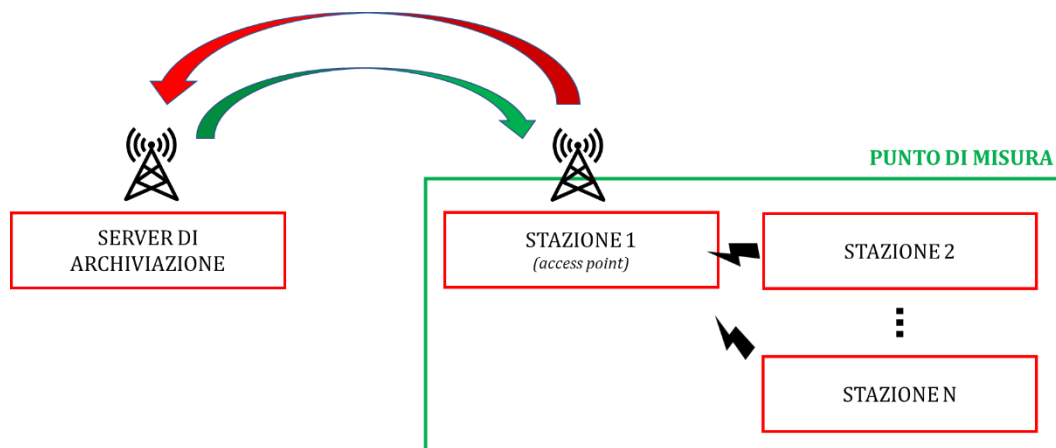 PUNTO DI MISURA
SERVER DI
ARCHIVIAZIONE
STAZIONE 1
(access point)
STAZIONE 2
STAZIONE N